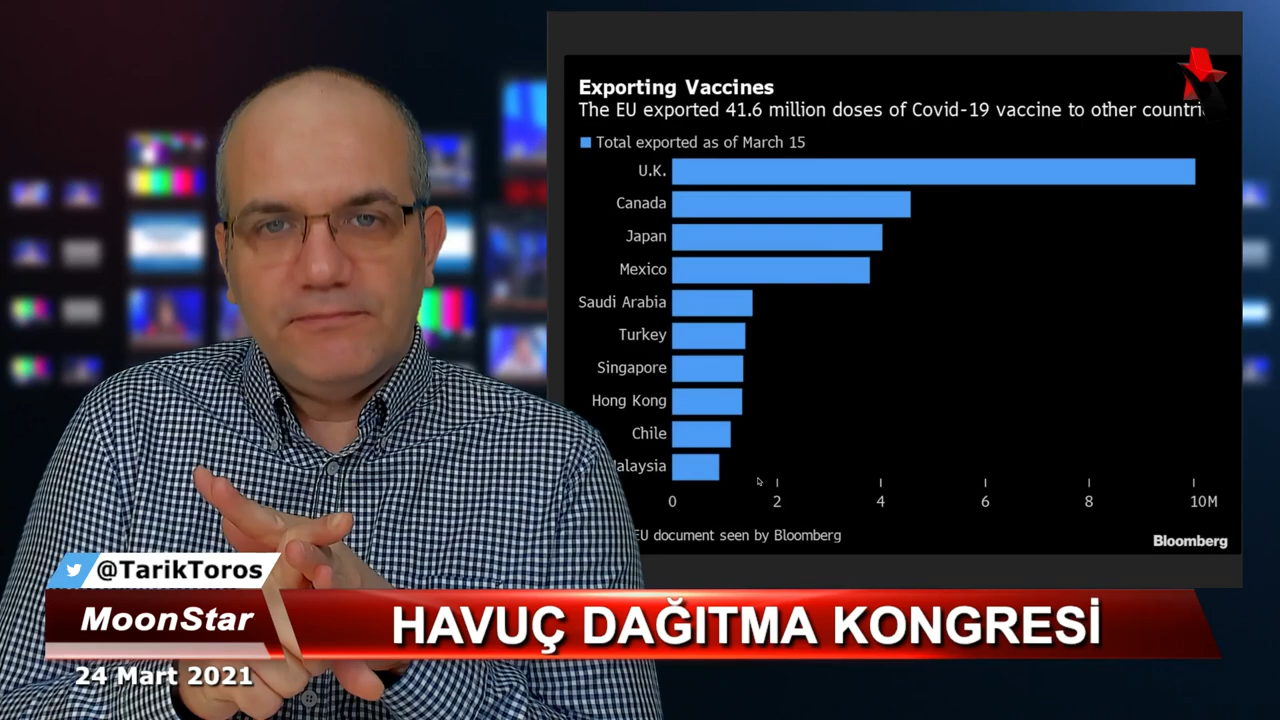 Exporting Vaccines
The EU exported 41.6 million doses of Covid-19 vaccine to other countri
Total exported as of March 15
U.K.
Canada
Japan
Mexico
Saudi Arabia
Turkey
Singapore
Hong Kong
Chile
alaysia
0 2 4 6 8 10M
EU document seen by Bloomberg
Bloomberg
@TarikToros
MoonStar
HAVUÇ DAĞITMA KONGRESİ
24 Mart 2021